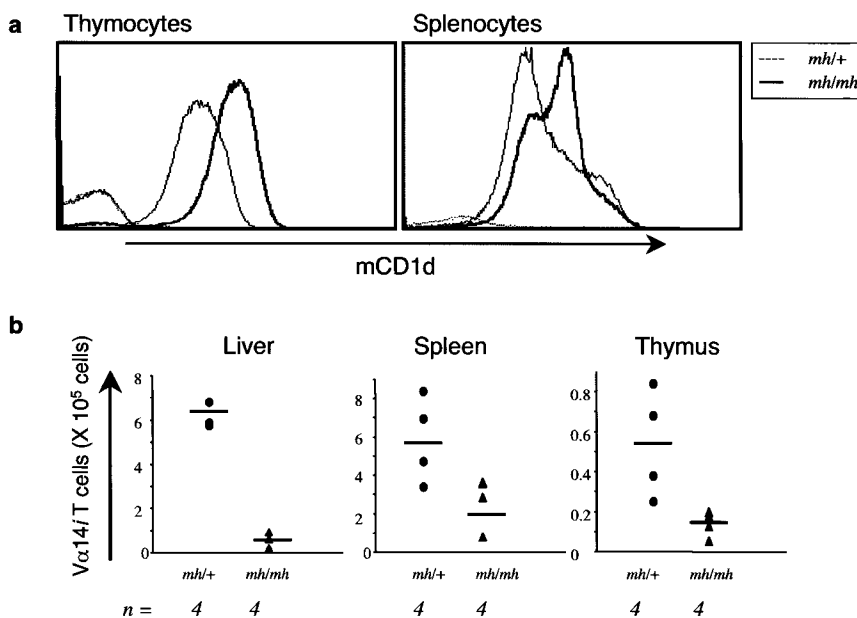 a
Thymocytes
Splenocytes
mh/+
mh/mh
mCD1d
b
Vα14i T cells (X 10⁵ cells)
Liver
8
6
4
2
0
mh/+ mh/mh
n = 4 4
Spleen
8
6
4
2
0
mh/+ mh/mh
4 4
Thymus
0.8
0.6
0.4
0.2
0
mh/+ mh/mh
4 4